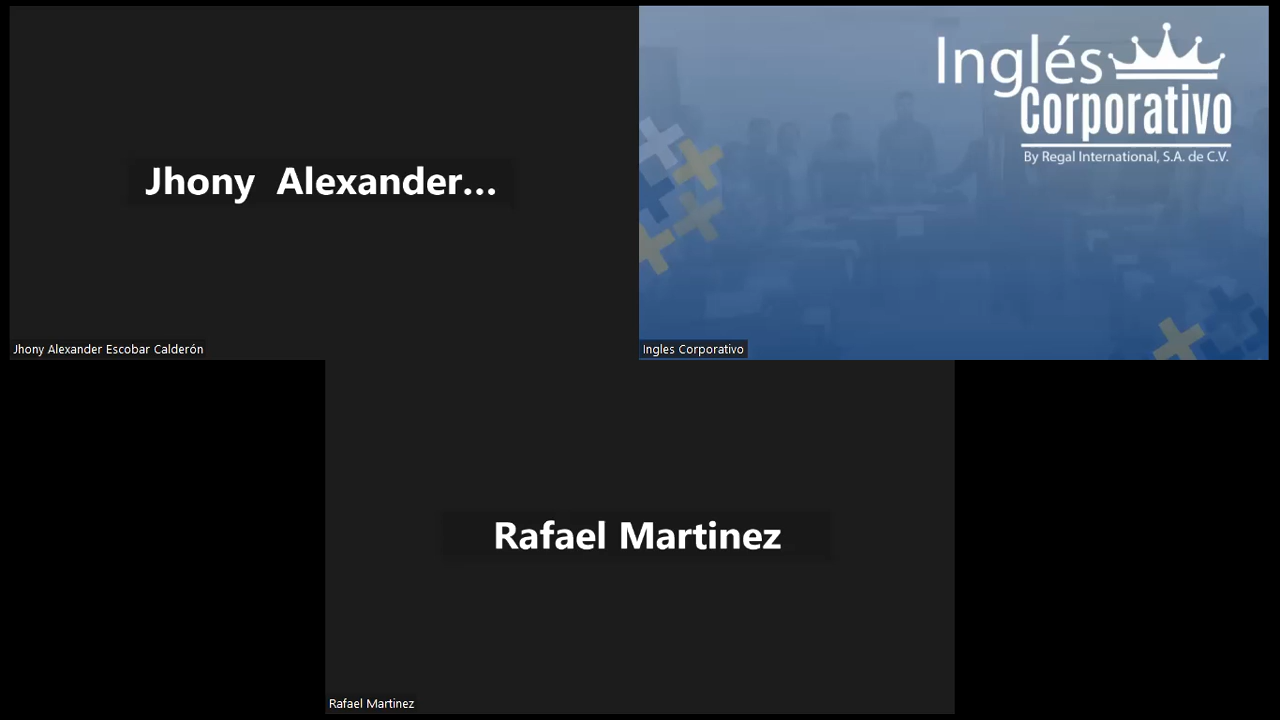 Jhony Alexander...
Jhony Alexander Escobar Calderón
Inglés
Corporativo
By Regal International, S.A. de C.V.
Ingles Corporativo
Rafael Martinez
Rafael Martinez